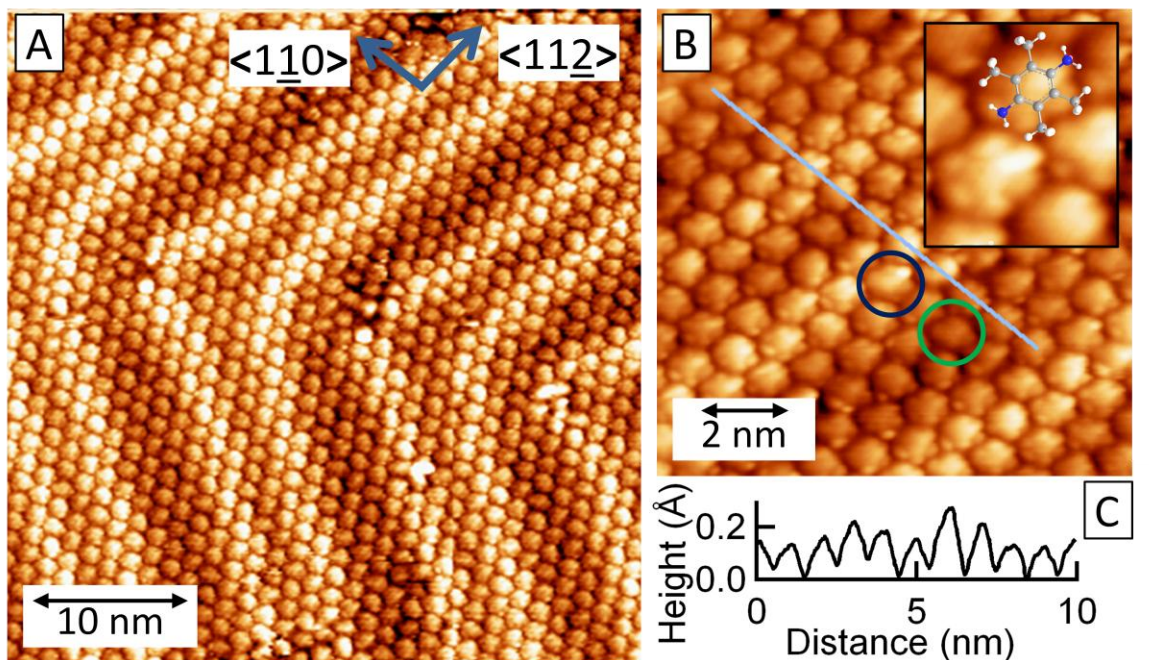 A
<11̲0>
<112̲>
10 nm
B
2 nm
C
Height (Å)
0.2
0.0
0 5 10
Distance (nm)